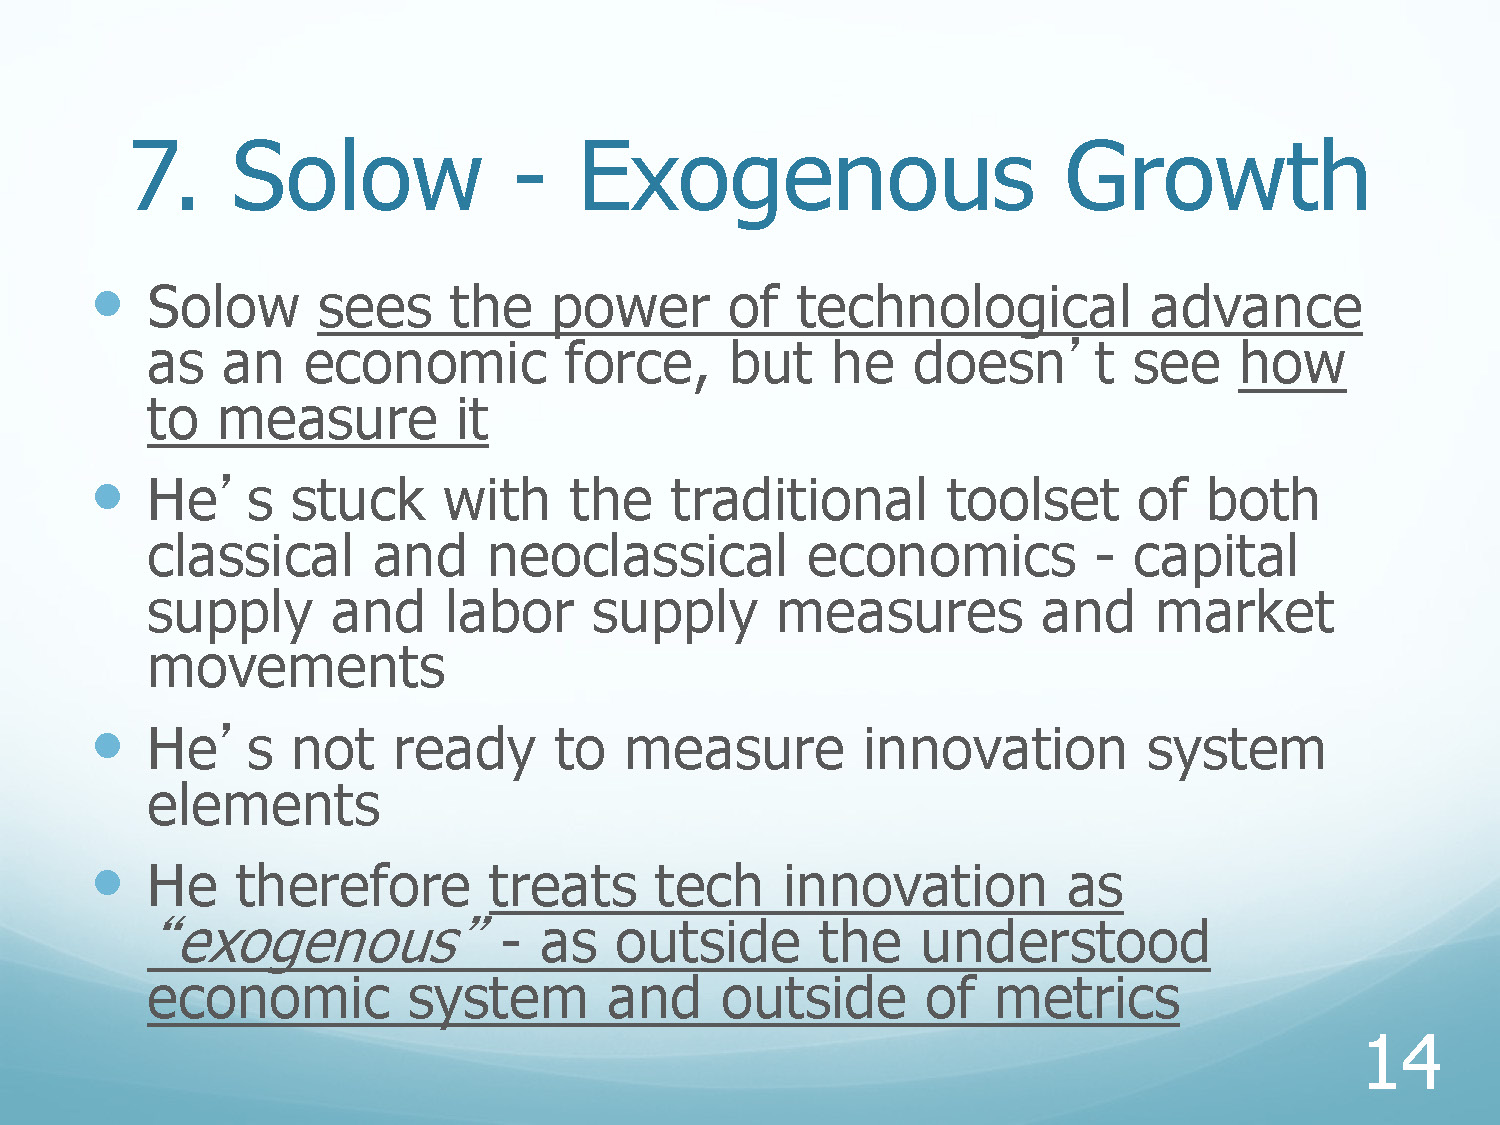 7. Solow - Exogenous Growth
• Solow sees the power of technological advance
as an economic force, but he doesn’t see how
to measure it
• He’s stuck with the traditional toolset of both
classical and neoclassical economics - capital
supply and labor supply measures and market
movements
• He’s not ready to measure innovation system
elements
• He therefore treats tech innovation as
“exogenous” - as outside the understood
economic system and outside of metrics
14